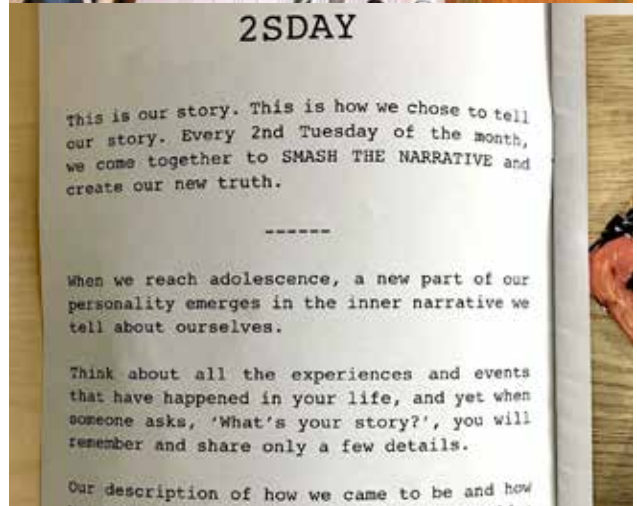 2SDAY
This is our story. This is how we chose to tell
our story. Every 2nd Tuesday of the month,
we come together to SMASH THE NARRATIVE and
create our new truth.
------
When we reach adolescence, a new part of our
personality emerges in the inner narrative we
tell about ourselves.
Think about all the experiences and events
that have happened in your life, and yet when
someone asks, ‘What’s your story?’, you will
remember and share only a few details.
Our description of how we came to be and how